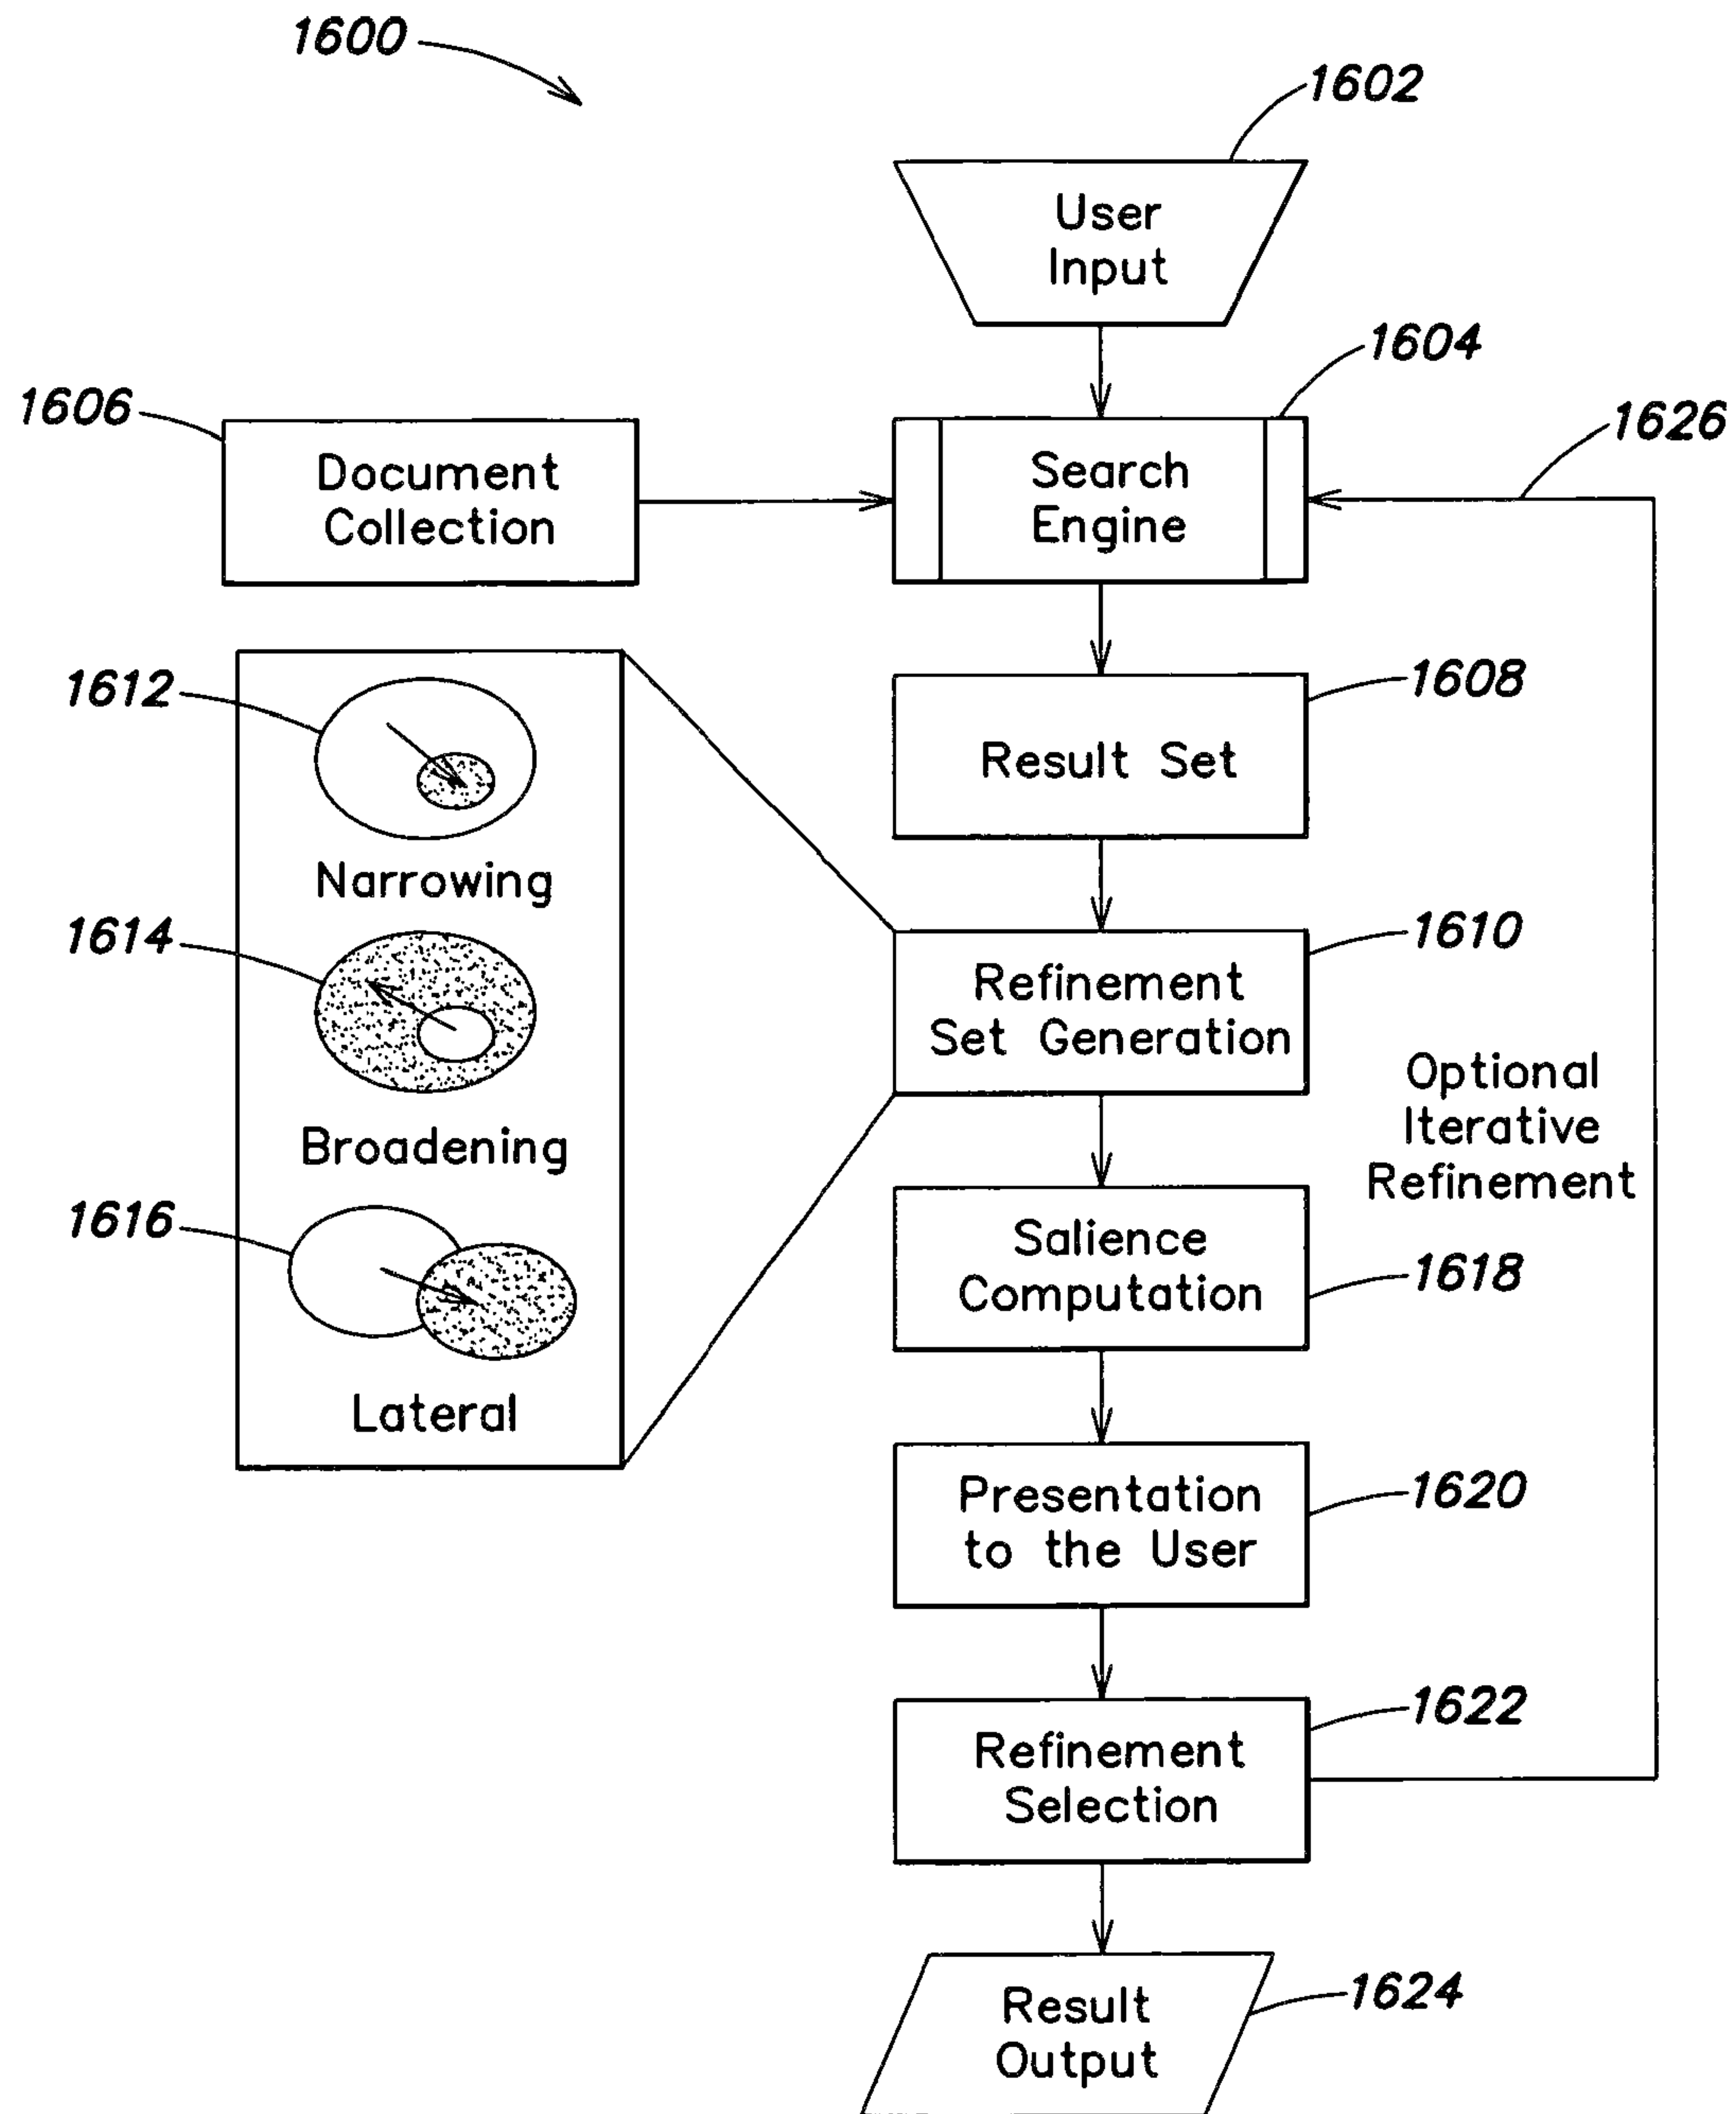 1600
1602
User
Input
1604
1606
1626
Document
Collection
Search
Engine
1612
1608
Result Set
Narrowing
1614
1610
Refinement
Set Generation
Optional
Iterative
Refinement
Broadening
1616
Salience
Computation
1618
Lateral
Presentation
to the User
1620
Refinement
Selection
1622
Result
Output
1624